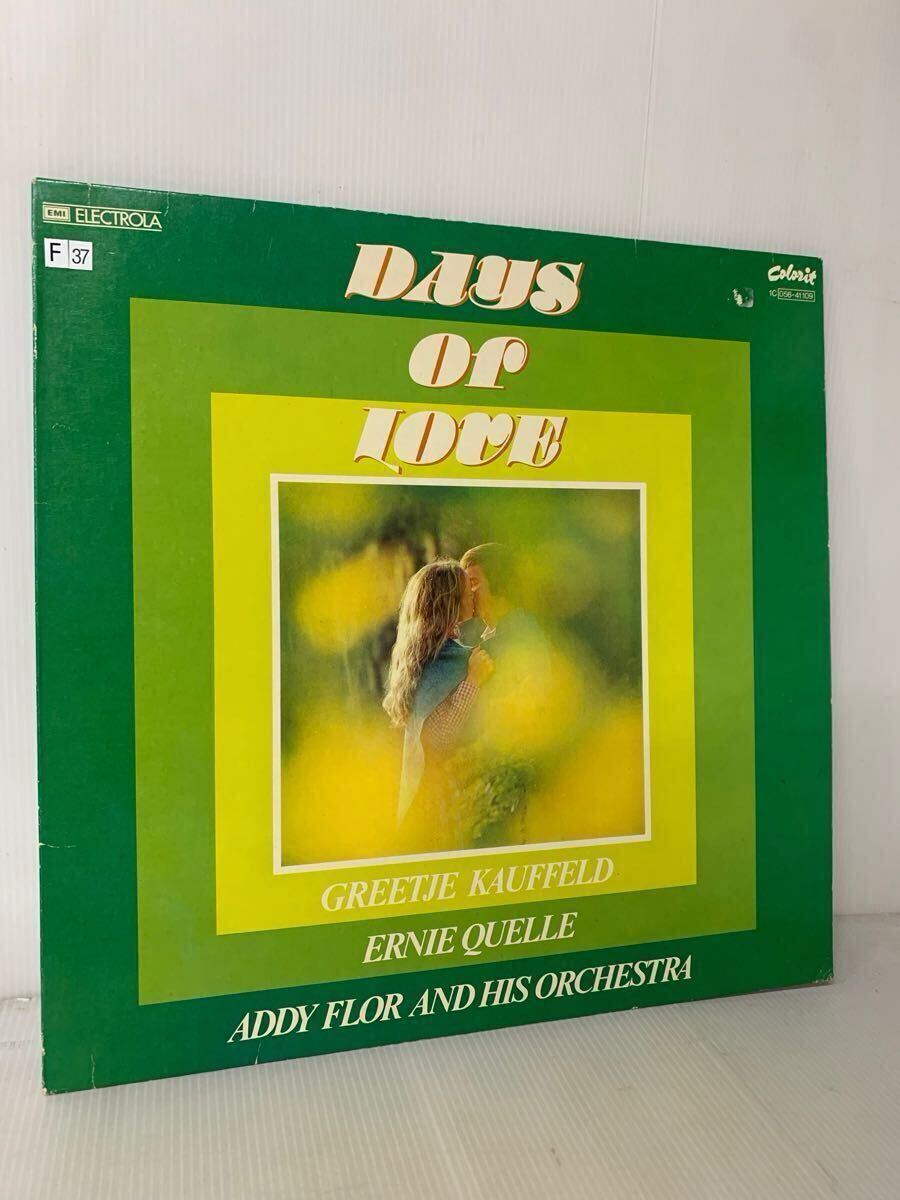 EMI ELECTROLA
F 37
Colorit
1C 056-41109
DAYS
OF
LOVE
GREETJE KAUFFELD
ERNIE QUELLE
ADDY FLOR AND HIS ORCHESTRA